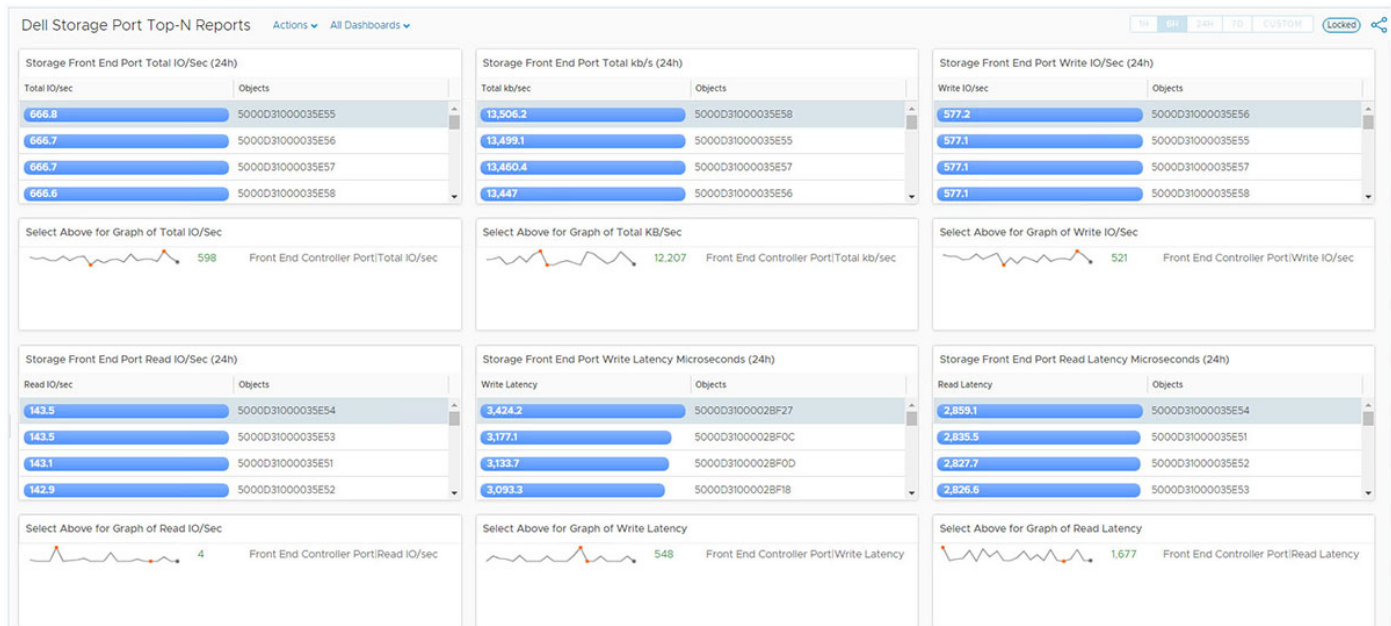 Dell Storage Port Top-N Reports Actions All Dashboards 1H 6H 24H 7D CUSTOM Locked
Storage Front End Port Total IO/Sec (24h)
Total IO/sec Objects
666.8 5000D31000035E55
666.7 5000D31000035E56
666.7 5000D31000035E57
666.6 5000D31000035E58
Storage Front End Port Total kb/s (24h)
Total kb/sec Objects
13,506.2 5000D31000035E58
13,499.1 5000D31000035E55
13,460.4 5000D31000035E57
13,447 5000D31000035E56
Storage Front End Port Write IO/Sec (24h)
Write IO/sec Objects
577.2 5000D31000035E56
577.1 5000D31000035E55
577.1 5000D31000035E57
577.1 5000D31000035E58
Select Above for Graph of Total IO/Sec
598 Front End Controller Port|Total IO/sec
Select Above for Graph of Total KB/Sec
12,207 Front End Controller Port|Total kb/sec
Select Above for Graph of Write IO/Sec
521 Front End Controller Port|Write IO/sec
Storage Front End Port Read IO/Sec (24h)
Read IO/sec Objects
143.5 5000D31000035E54
143.5 5000D31000035E53
143.1 5000D31000035E51
142.9 5000D31000035E52
Storage Front End Port Write Latency Microseconds (24h)
Write Latency Objects
3,424.2 5000D3100002BF27
3,177.1 5000D3100002BF0C
3,133.7 5000D3100002BF0D
3,093.3 5000D3100002BF18
Storage Front End Port Read Latency Microseconds (24h)
Read Latency Objects
2,859.1 5000D31000035E54
2,835.5 5000D31000035E51
2,827.7 5000D31000035E52
2,826.6 5000D31000035E53
Select Above for Graph of Read IO/Sec
4 Front End Controller Port|Read IO/sec
Select Above for Graph of Write Latency
548 Front End Controller Port|Write Latency
Select Above for Graph of Read Latency
1,677 Front End Controller Port|Read Latency